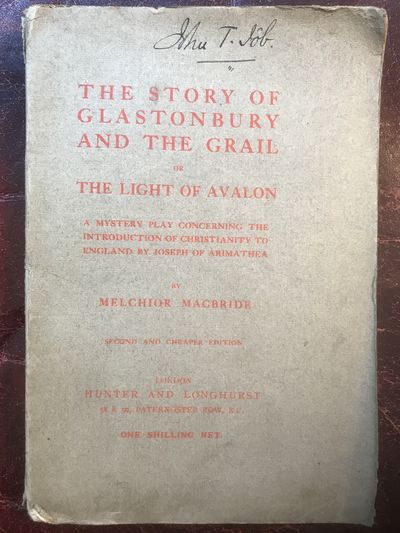 John T. Jôb.
THE STORY OF
GLASTONBURY
AND THE GRAIL
OR
THE LIGHT OF AVALON
A MYSTERY PLAY CONCERNING THE
INTRODUCTION OF CHRISTIANITY TO
ENGLAND BY JOSEPH OF ARIMATHEA
BY
MELCHIOR MACBRIDE
SECOND AND CHEAPER EDITION
LONDON
HUNTER AND LONGHURST
PATERNOSTER ROW, E.C.
ONE SHILLING NET.